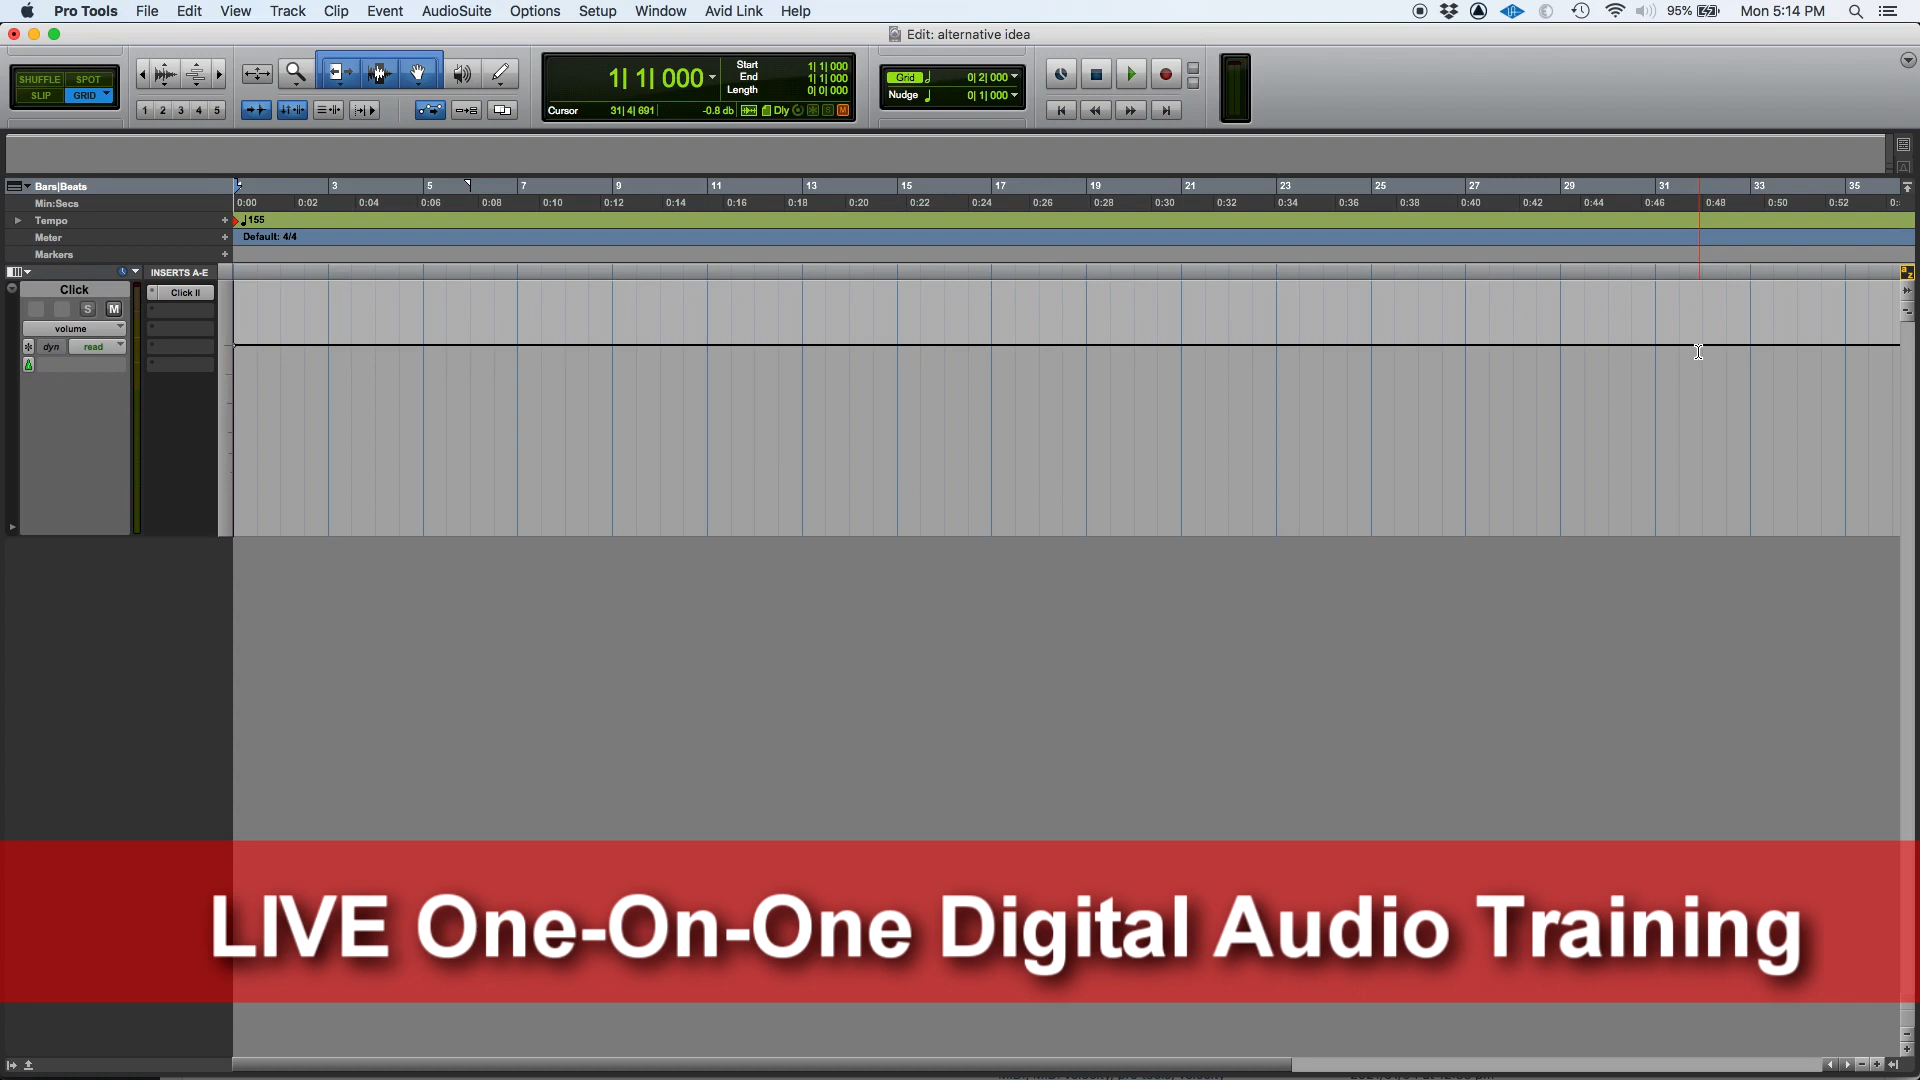 Pro Tools File Edit View Track Clip Event AudioSuite Options Setup Window Avid Link Help 95% Mon 5:14 PM
Edit: alternative idea
SHUFFLE SPOT
SLIP GRID
1 2 3 4 5
1| 1| 000
Start 1| 1| 000
End 1| 1| 000
Length 0| 0| 000
Cursor 31| 4| 691 -0.8 db Dly
Grid 0| 2| 000
Nudge 0| 1| 000
Bars|Beats 3 5 7 9 11 13 15 17 19 21 23 25 27 29 31 33 35
Min:Secs 0:00 0:02 0:04 0:06 0:08 0:10 0:12 0:14 0:16 0:18 0:20 0:22 0:24 0:26 0:28 0:30 0:32 0:34 0:36 0:38 0:40 0:42 0:44 0:46 0:48 0:50 0:52
Tempo + 155
Meter + Default: 4/4
Markers +
INSERTS A-E
Click Click II
S M
volume
dyn read
LIVE One-On-One Digital Audio Training